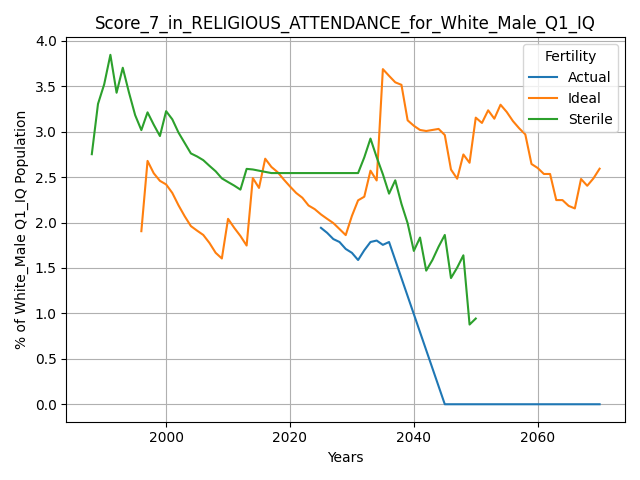 Score_7_in_RELIGIOUS_ATTENDANCE_for_White_Male_Q1_IQ
Fertility
Actual
Ideal
Sterile
% of White_Male Q1_IQ Population
4.0
3.5
3.0
2.5
2.0
1.5
1.0
0.5
0.0
2000
2020
2040
2060
Years